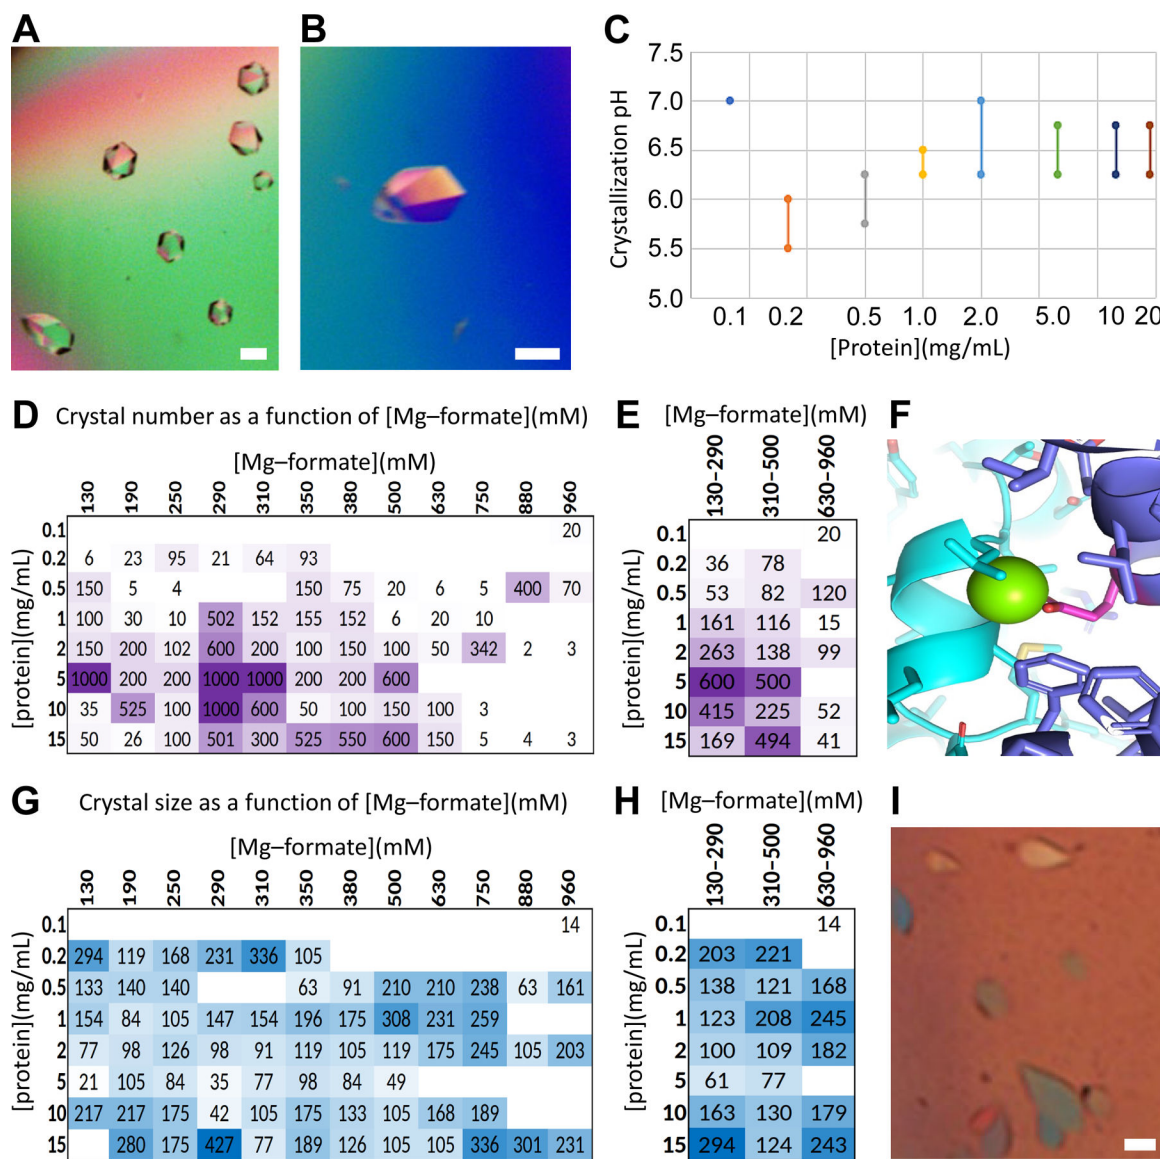 A
B
C
7.5
7.0
6.5
6.0
5.5
5.0
Crystallization pH
0.1 0.2 0.5 1.0 2.0 5.0 10 20
[Protein](mg/mL)
D Crystal number as a function of [Mg–formate](mM)
[Mg–formate](mM)
130 190 250 290 310 350 380 500 630 750 880 960
[protein](mg/mL)
0.1 20
0.2 6 23 95 21 64 93
0.5 150 5 4 150 75 20 6 5 400 70
1 100 30 10 502 152 155 152 6 20 10
2 150 200 102 600 200 100 150 100 50 342 2 3
5 1000 200 200 1000 1000 200 200 600
10 35 525 100 1000 600 50 100 150 100 3
15 50 26 100 501 300 525 550 600 150 5 4 3
E [Mg–formate](mM)
130–290 310–500 630–960
[protein](mg/mL)
0.1 20
0.2 36 78
0.5 53 82 120
1 161 116 15
2 263 138 99
5 600 500
10 415 225 52
15 169 494 41
F
G Crystal size as a function of [Mg–formate](mM)
[Mg–formate](mM)
130 190 250 290 310 350 380 500 630 750 880 960
[protein](mg/mL)
0.1 14
0.2 294 119 168 231 336 105
0.5 133 140 140 63 91 210 210 238 63 161
1 154 84 105 147 154 196 175 308 231 259
2 77 98 126 98 91 119 105 119 175 245 105 203
5 21 105 84 35 77 98 84 49
10 217 217 175 42 105 175 133 105 168 189
15 280 175 427 77 189 126 105 105 336 301 231
H [Mg–formate](mM)
130–290 310–500 630–960
[protein](mg/mL)
0.1 14
0.2 203 221
0.5 138 121 168
1 123 208 245
2 100 109 182
5 61 77
10 163 130 179
15 294 124 243
I